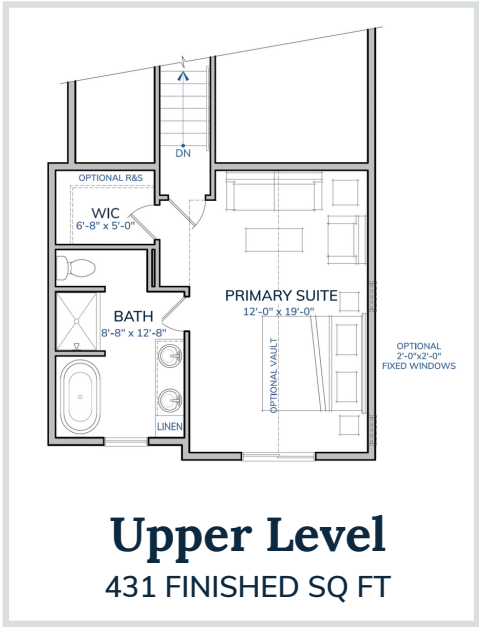 DN
OPTIONAL R&S
WIC
6'-8" x 5'-0"
BATH
8'-8" x 12'-8"
PRIMARY SUITE
12'-0" x 19'-0"
OPTIONAL VAULT
OPTIONAL
2'-0"x2'-0"
FIXED WINDOWS
LINEN
Upper Level
431 FINISHED SQ FT